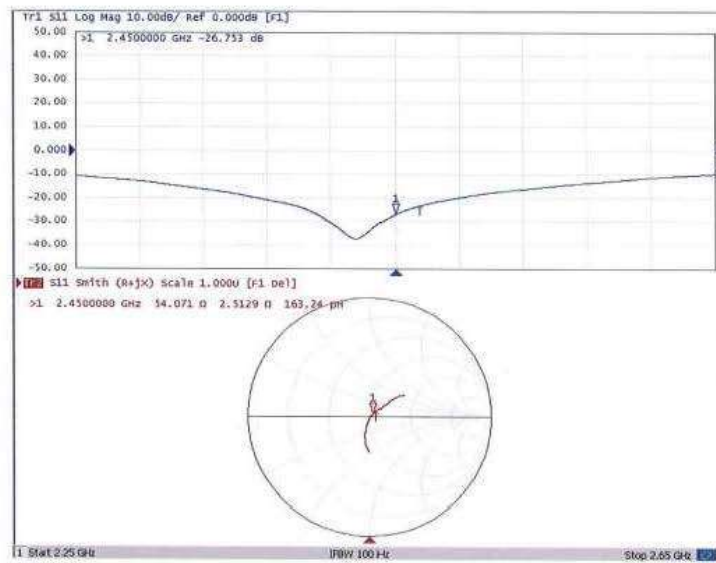 Tr1 S11 Log Mag 10.00dB/ Ref 0.000dB [F1]
50.00
>1 2.4500000 GHz -26.753 dB
40.00
30.00
20.00
10.00
0.000
-10.00
-20.00
1
-30.00
-40.00
-50.00
Tr2 S11 Smith (R+jX) Scale 1.000U [F1 Del]
>1 2.4500000 GHz 54.071 Ω 2.5129 Ω 163.24 pH
1
1 Start 2.25 GHz IFBW 100 Hz Stop 2.65 GHz